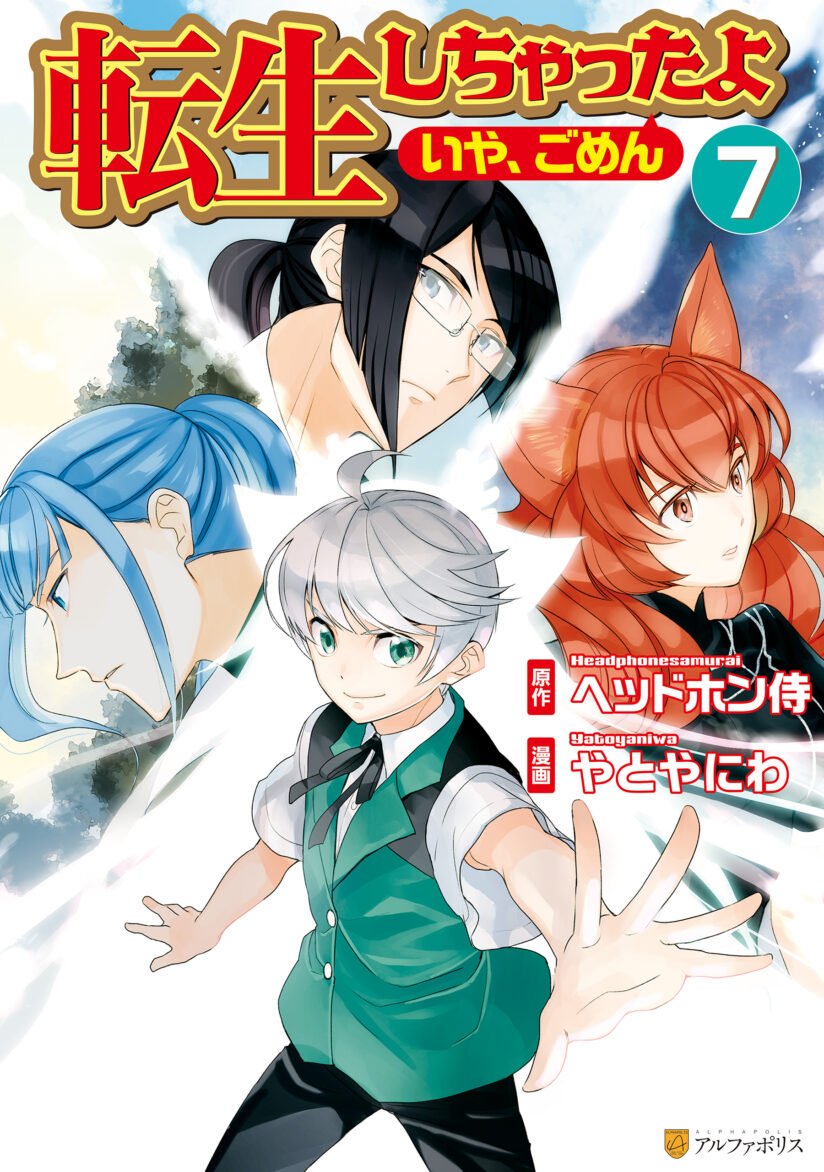 転生しちゃったよ
いや、ごめん
7
原作
Headphonesamurai
ヘッドホン侍
漫画
Yatoyaniwa
やとやにわ
ALPHAPOLIS
アルファポリス